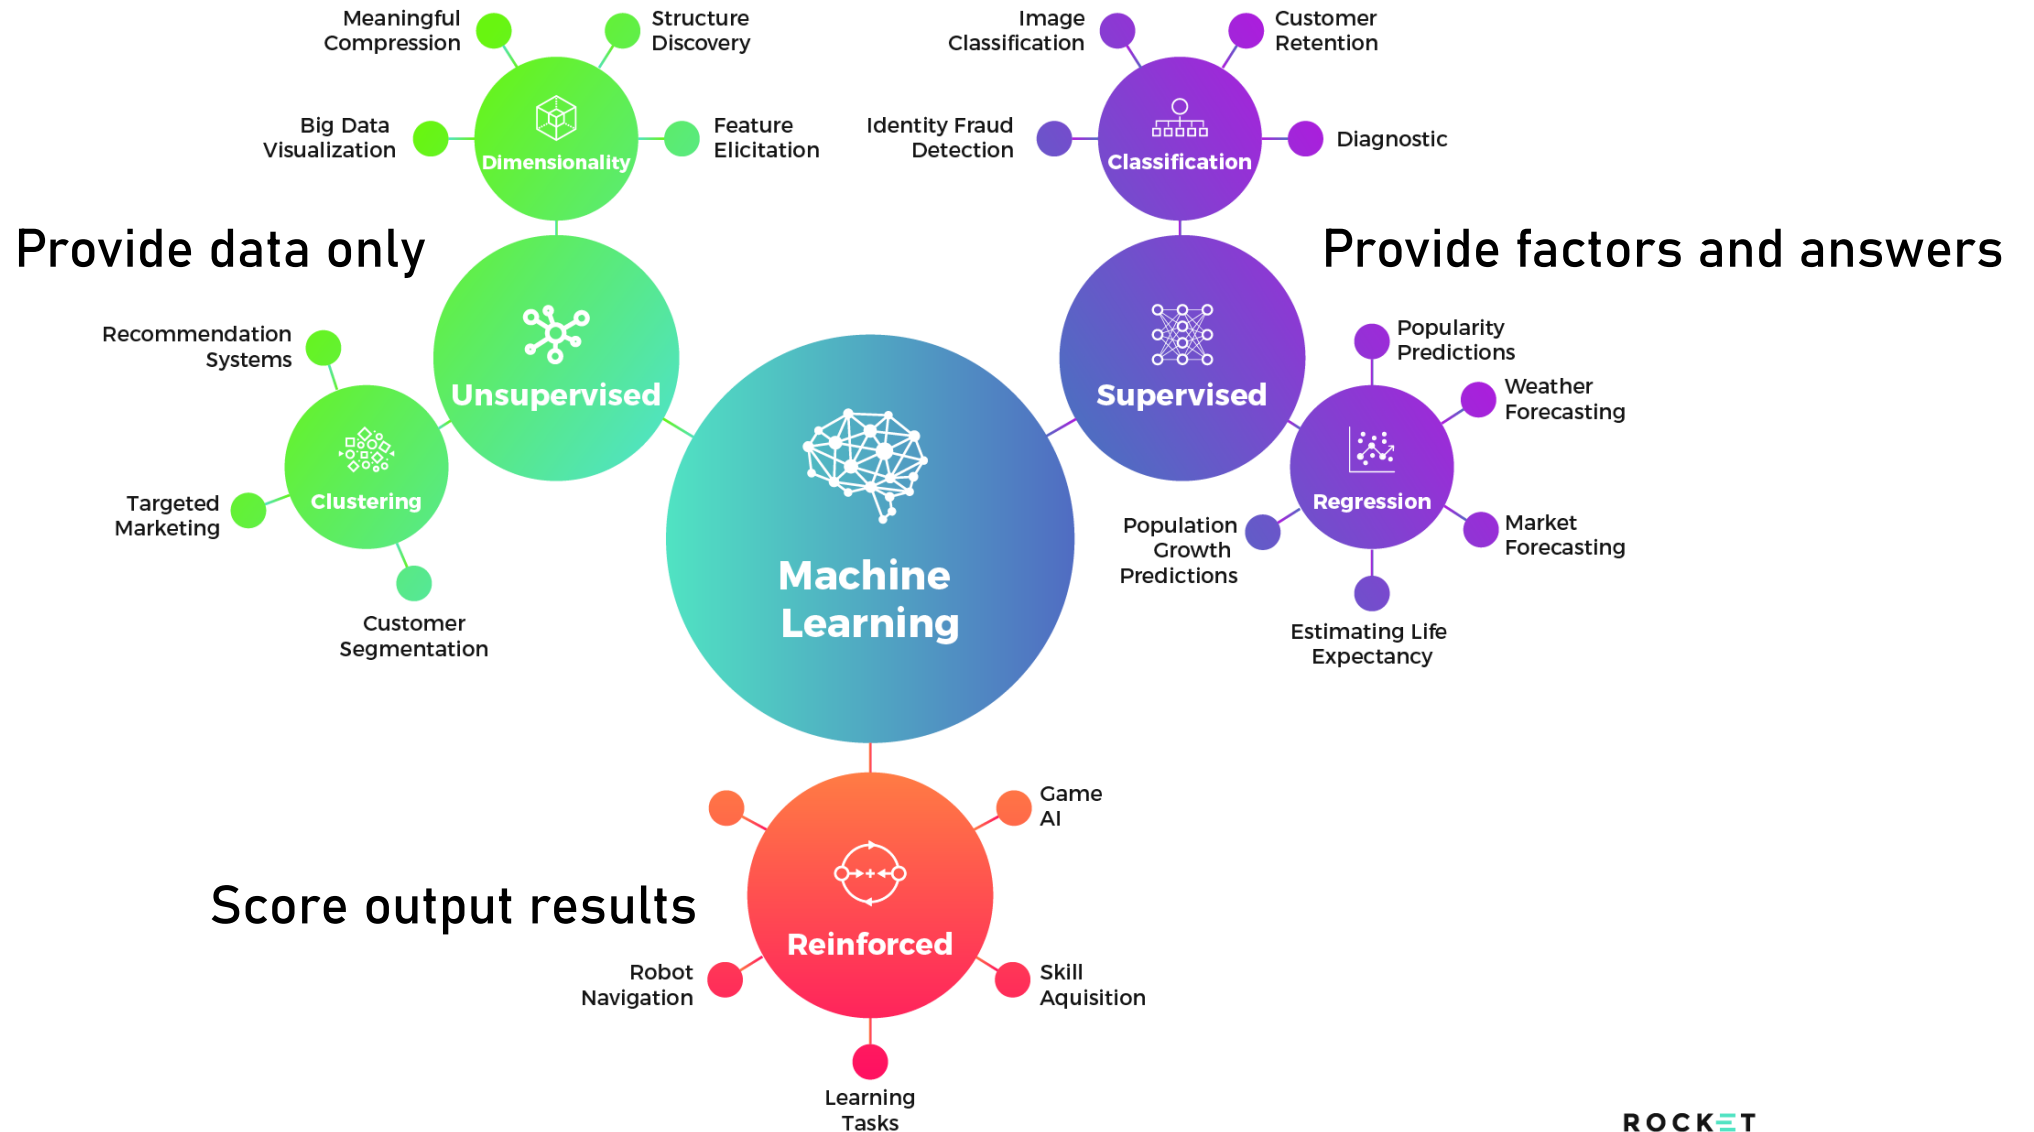 Meaningful
Compression
Structure
Discovery
Big Data
Visualization
Feature
Elicitation
Dimensionality
Image
Classification
Customer
Retention
Identity Fraud
Detection
Diagnostic
Classification
Provide data only
Provide factors and answers
Recommendation
Systems
Unsupervised
Targeted
Marketing
Clustering
Customer
Segmentation
Supervised
Popularity
Predictions
Weather
Forecasting
Regression
Population
Growth
Predictions
Market
Forecasting
Estimating Life
Expectancy
Machine
Learning
Game
AI
Score output results
Reinforced
Robot
Navigation
Skill
Aquisition
Learning
Tasks
ROCKET